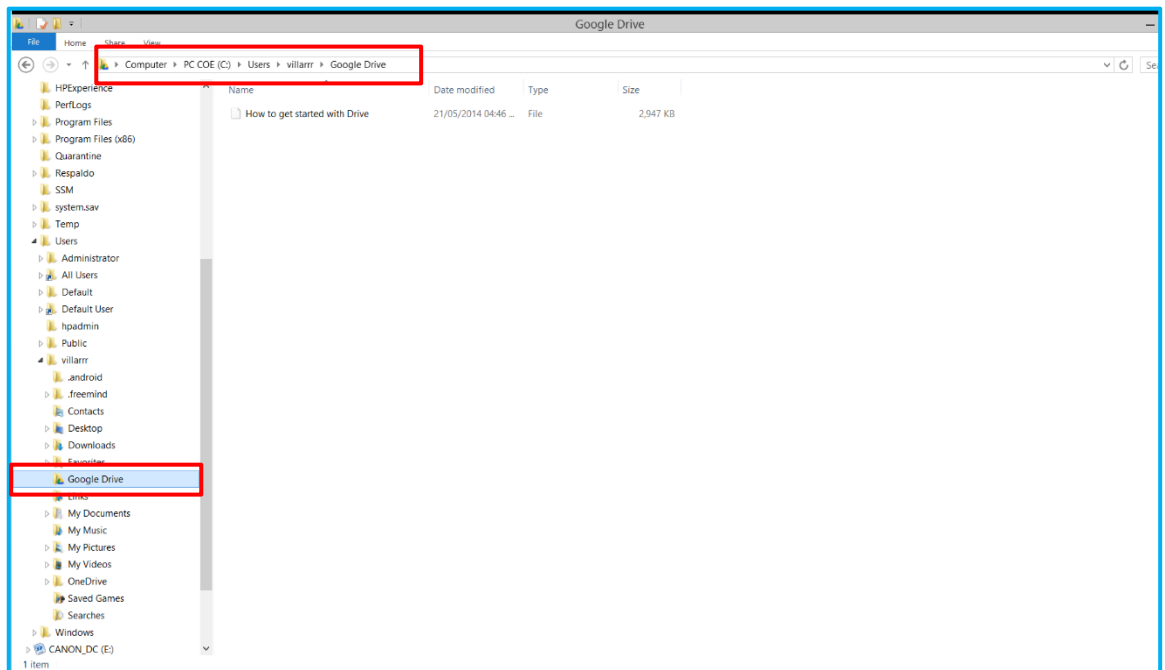 Google Drive
File Home Share View
Computer PC COE (C:) Users villarrr Google Drive
Name Date modified Type Size
How to get started with Drive 21/05/2014 04:46 ... File 2,947 KB
HPExperience
PerfLogs
Program Files
Program Files (x86)
Quarantine
Respaldo
SSM
system.sav
Temp
Users
Administrator
All Users
Default
Default User
hpadmin
Public
villarrr
.android
.freemind
Contacts
Desktop
Downloads
Favorites
Google Drive
Links
My Documents
My Music
My Pictures
My Videos
OneDrive
Saved Games
Searches
Windows
CANON_DC (E:)
1 item